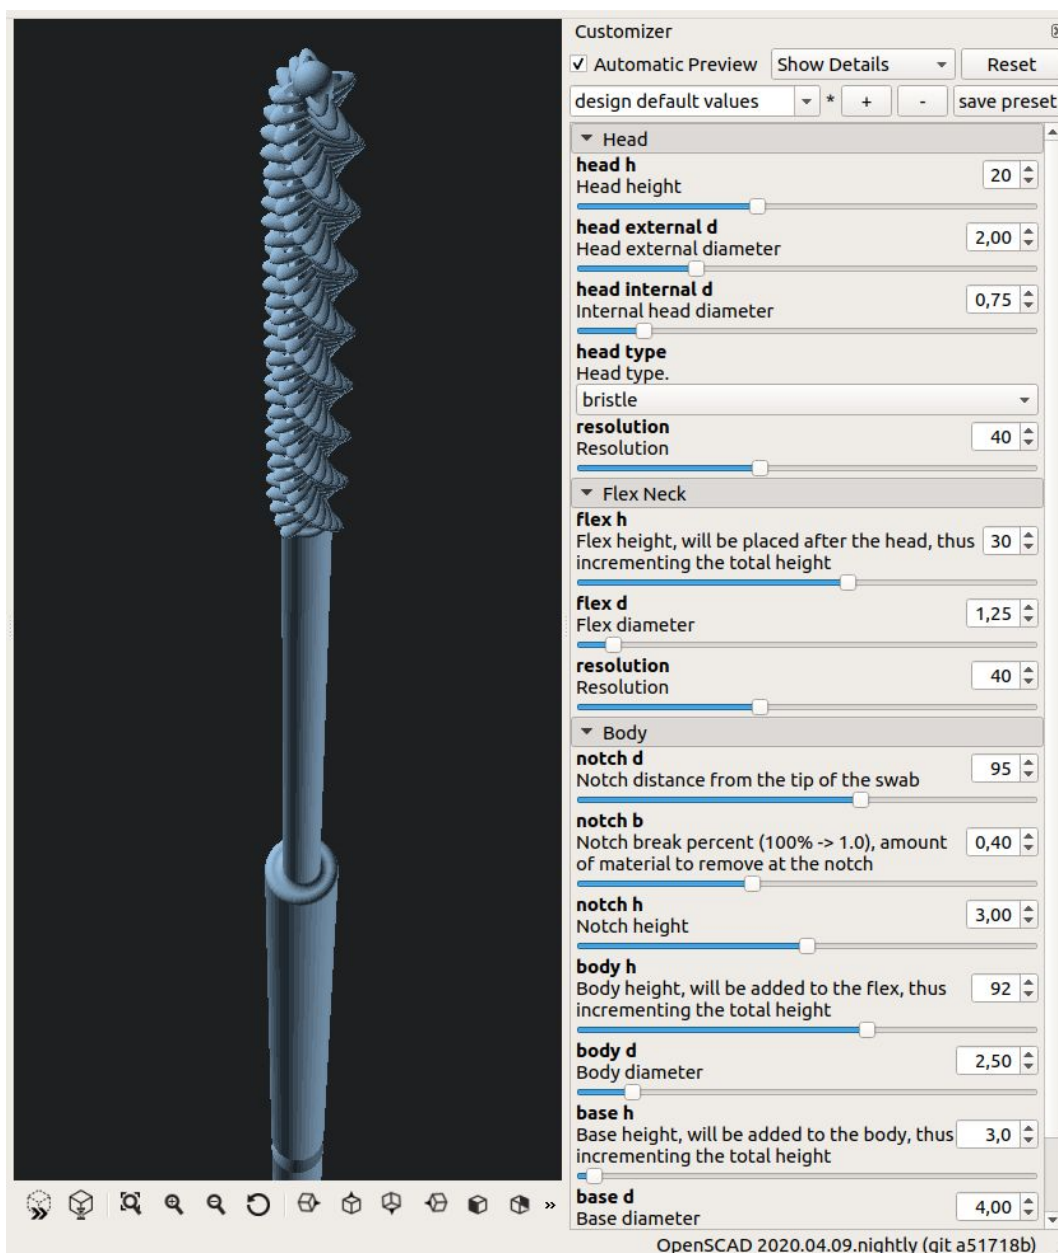 Customizer
Automatic Preview Show Details Reset
design default values * + - save preset
Head
head h
Head height
20
head external d
Head external diameter
2,00
head internal d
Internal head diameter
0,75
head type
Head type.
bristle
resolution
Resolution
40
Flex Neck
flex h
Flex height, will be placed after the head, thus
incrementing the total height
30
flex d
Flex diameter
1,25
resolution
Resolution
40
Body
notch d
Notch distance from the tip of the swab
95
notch b
Notch break percent (100% -> 1.0), amount
of material to remove at the notch
0,40
notch h
Notch height
3,00
body h
Body height, will be added to the flex, thus
incrementing the total height
92
body d
Body diameter
2,50
base h
Base height, will be added to the body, thus
incrementing the total height
3,0
base d
Base diameter
4,00
»
OpenSCAD 2020.04.09.nightly (git a51718b)